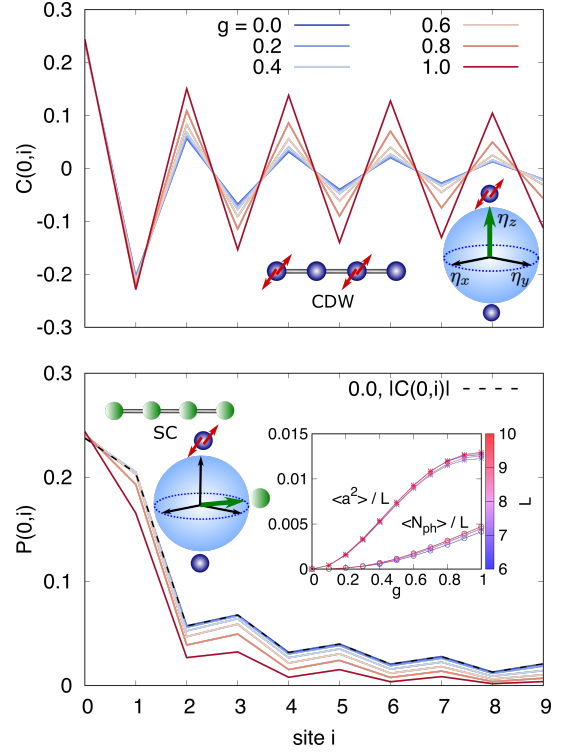 0.3
0.2
0.1
0
-0.1
-0.2
-0.3
C(0,i)
g = 0.0
0.2
0.4
0.6
0.8
1.0
CDW
η_z
η_x
η_y
0.3
0.2
0.1
0
P(0,i)
0.0, |C(0,i)|
SC
0.015
0.01
0.005
0
<a²> / L
<N_ph> / L
0 0.2 0.4 0.6 0.8 1
g
10
9
8
7
6
L
0 1 2 3 4 5 6 7 8 9
site i